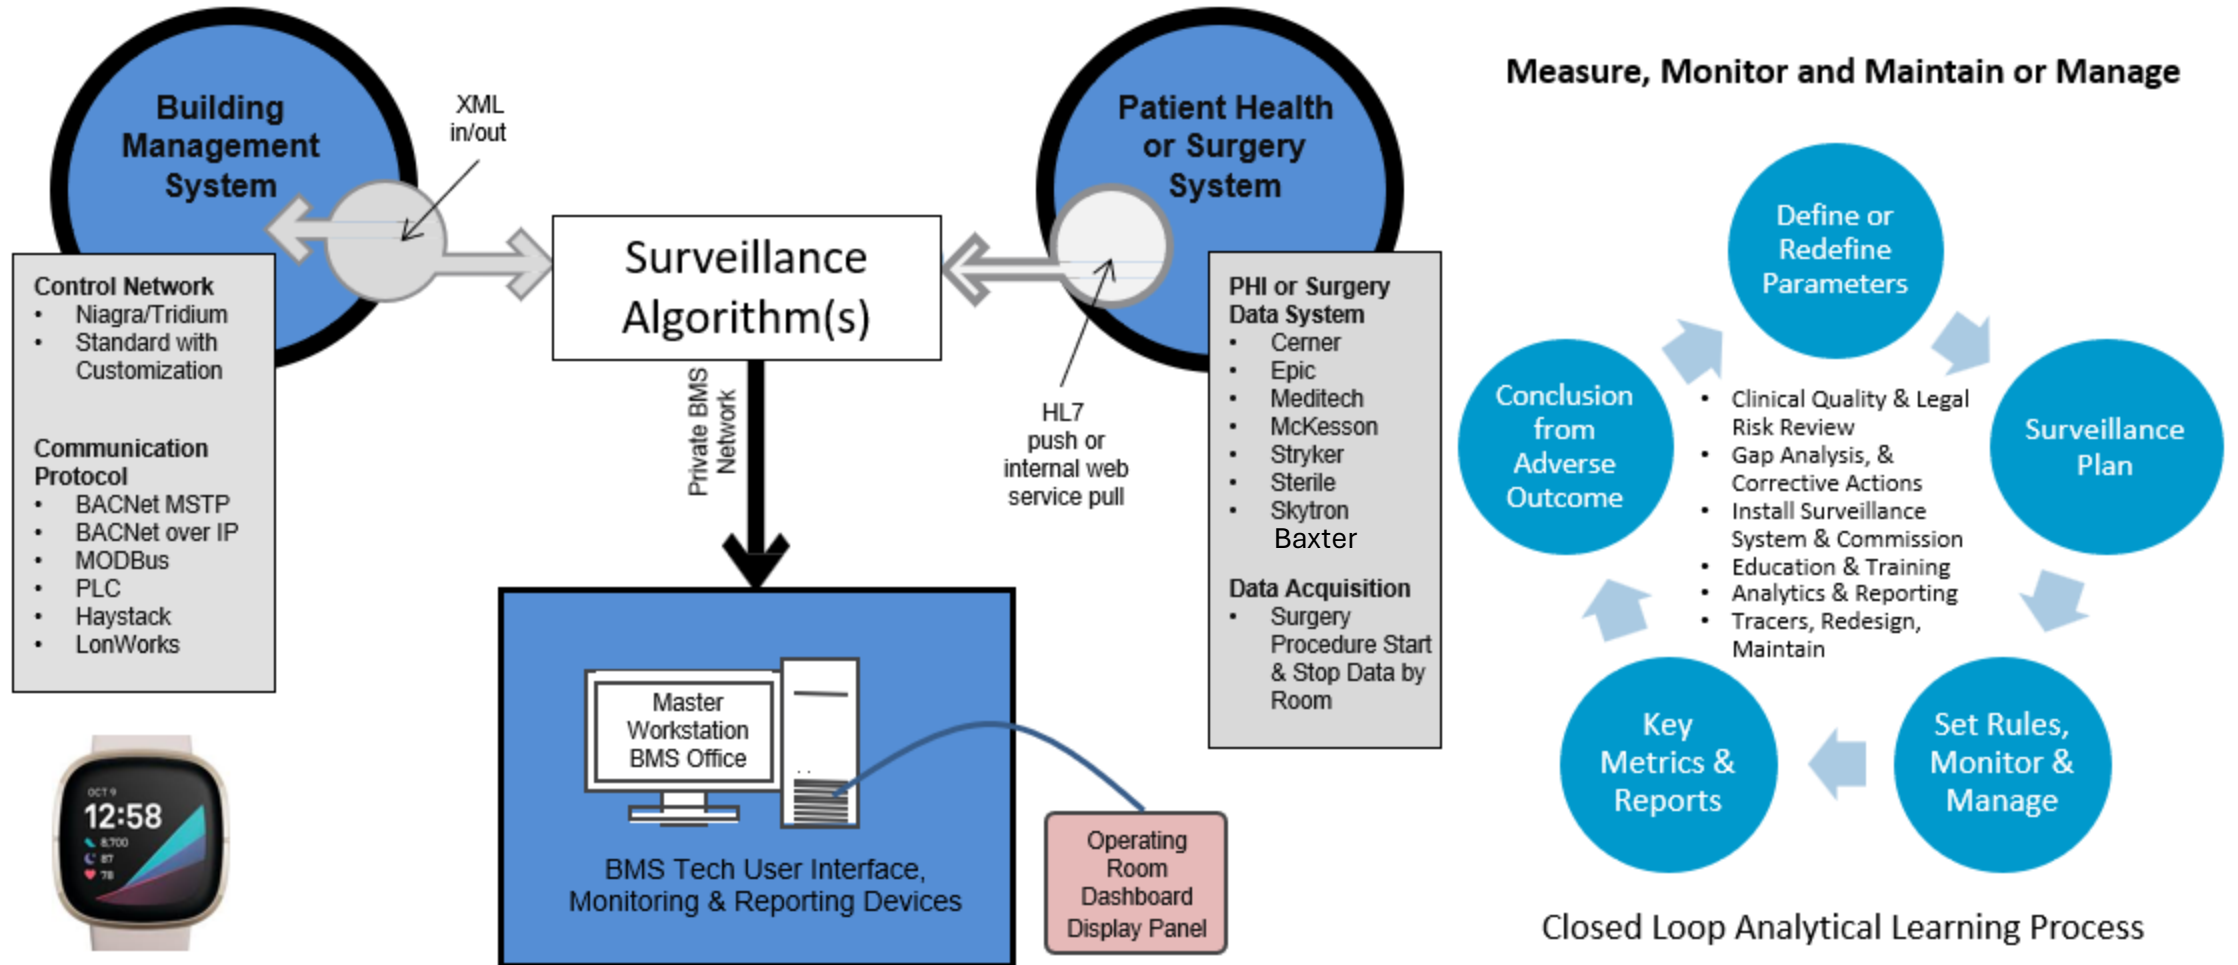 Building
Management
System
XML
in/out
Control Network
• Niagra/Tridium
• Standard with
Customization
Communication
Protocol
• BACNet MSTP
• BACNet over IP
• MODBus
• PLC
• Haystack
• LonWorks
OCT 9
12:58
8,700
87
78
Surveillance
Algorithm(s)
Private BMS
Network
Master
Workstation
BMS Office
BMS Tech User Interface,
Monitoring & Reporting Devices
Operating
Room
Dashboard
Display Panel
Patient Health
or Surgery
System
HL7
push or
internal web
service pull
PHI or Surgery
Data System
• Cerner
• Epic
• Meditech
• McKesson
• Stryker
• Sterile
• Skytron
Baxter
Data Acquisition
• Surgery
Procedure Start
& Stop Data by
Room
Measure, Monitor and Maintain or Manage
Define or
Redefine
Parameters
Surveillance
Plan
Set Rules,
Monitor &
Manage
Key
Metrics &
Reports
Conclusion
from
Adverse
Outcome
• Clinical Quality & Legal
Risk Review
• Gap Analysis, &
Corrective Actions
• Install Surveillance
System & Commission
• Education & Training
• Analytics & Reporting
• Tracers, Redesign,
Maintain
Closed Loop Analytical Learning Process